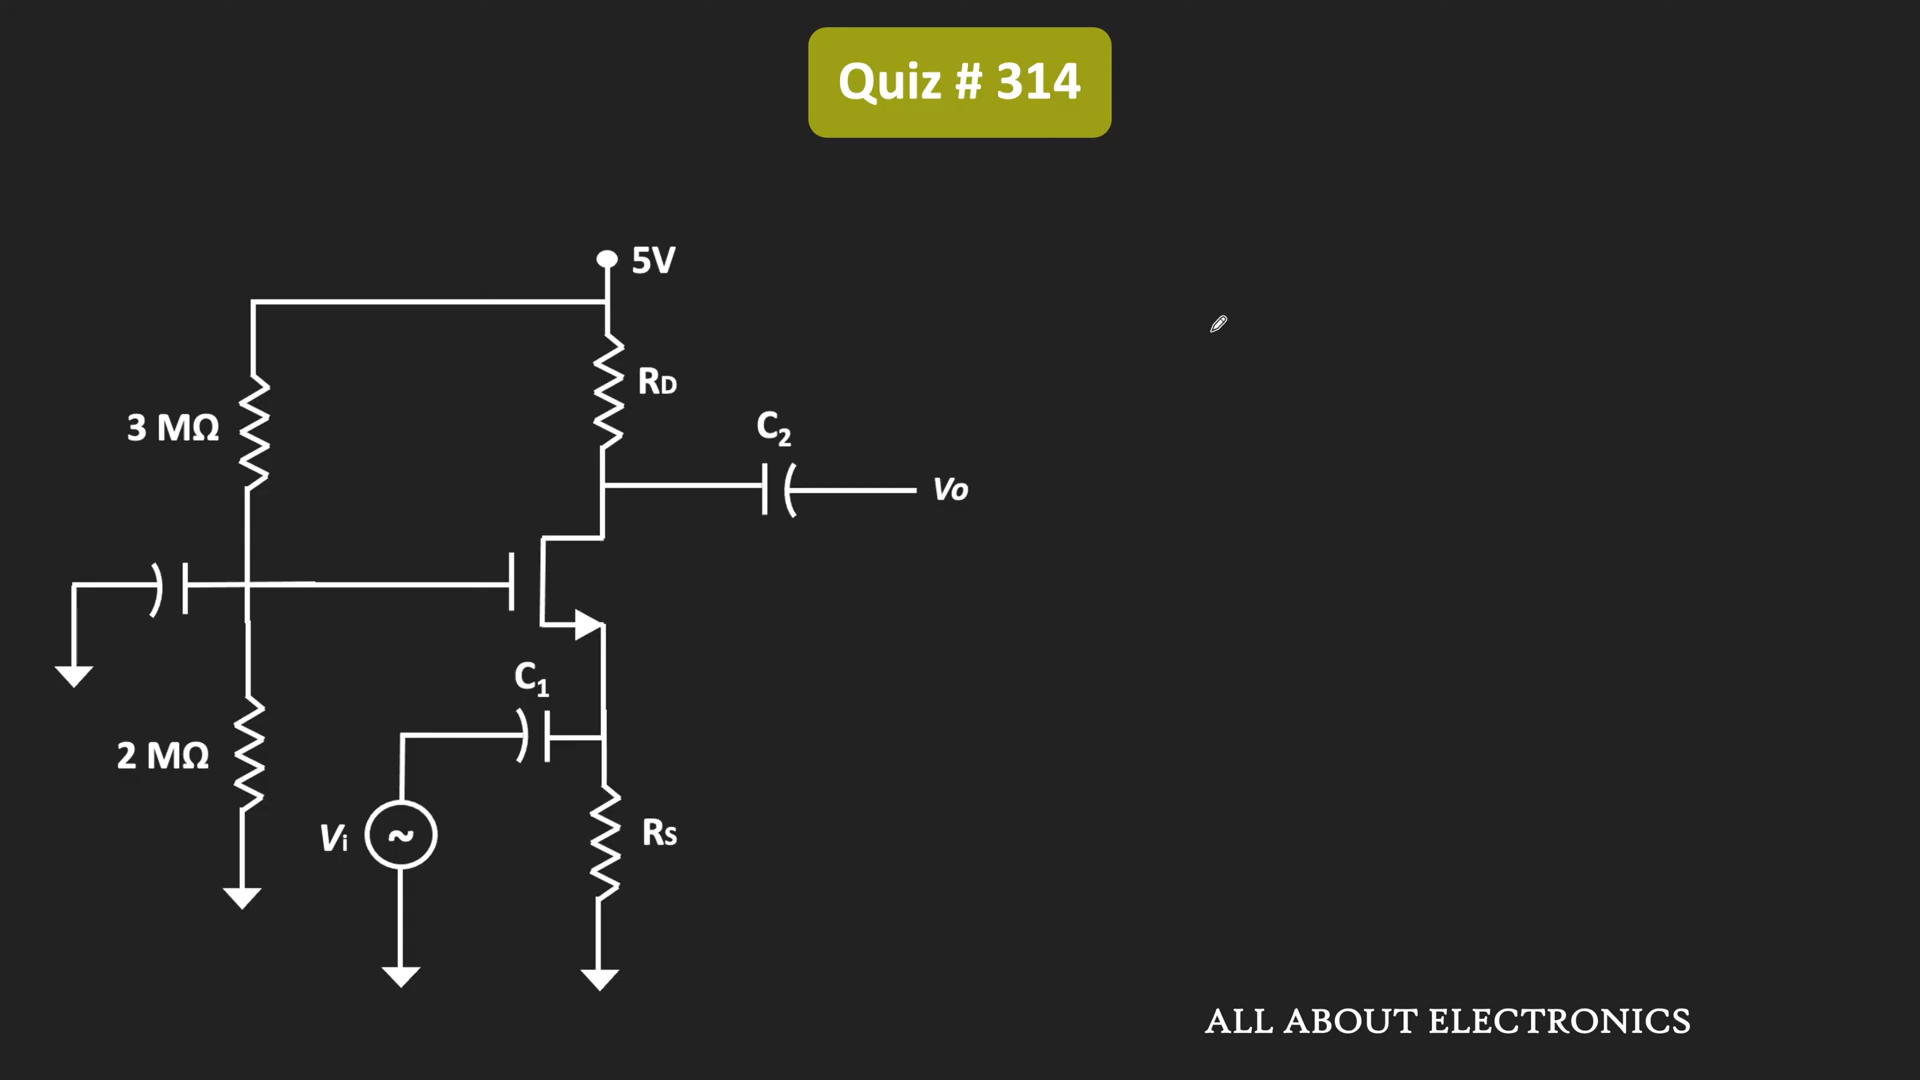 Quiz # 314
5V
RD
3 MΩ
C2
Vo
C1
2 MΩ
Vi
~
RS
ALL ABOUT ELECTRONICS